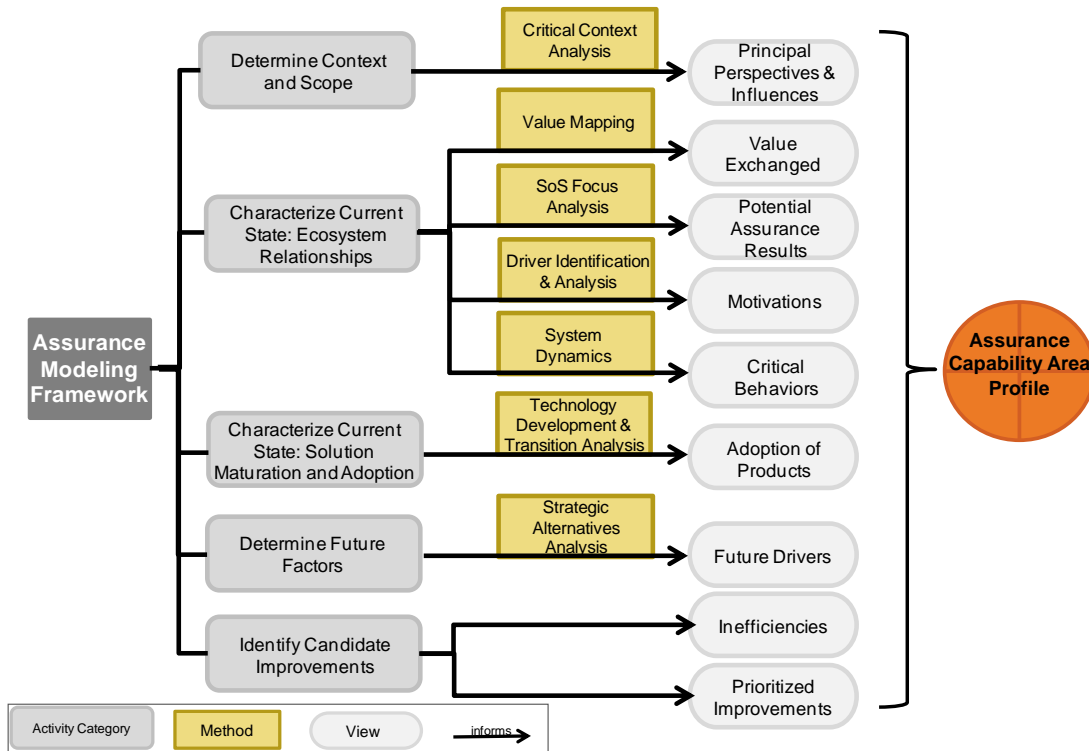 Critical Context
Analysis
Determine Context
and Scope
Principal
Perspectives &
Influences
Value Mapping
Value
Exchanged
SoS Focus
Analysis
Characterize Current
State: Ecosystem
Relationships
Potential
Assurance
Results
Driver Identification
& Analysis
Motivations
System
Dynamics
Critical
Behaviors
Assurance
Modeling
Framework
Assurance
Capability Area
Profile
Technology
Development &
Transition Analysis
Characterize Current
State: Solution
Maturation and Adoption
Adoption of
Products
Strategic
Alternatives
Analysis
Determine Future
Factors
Future Drivers
Identify Candidate
Improvements
Inefficiencies
Prioritized
Improvements
Activity Category
Method
View
informs